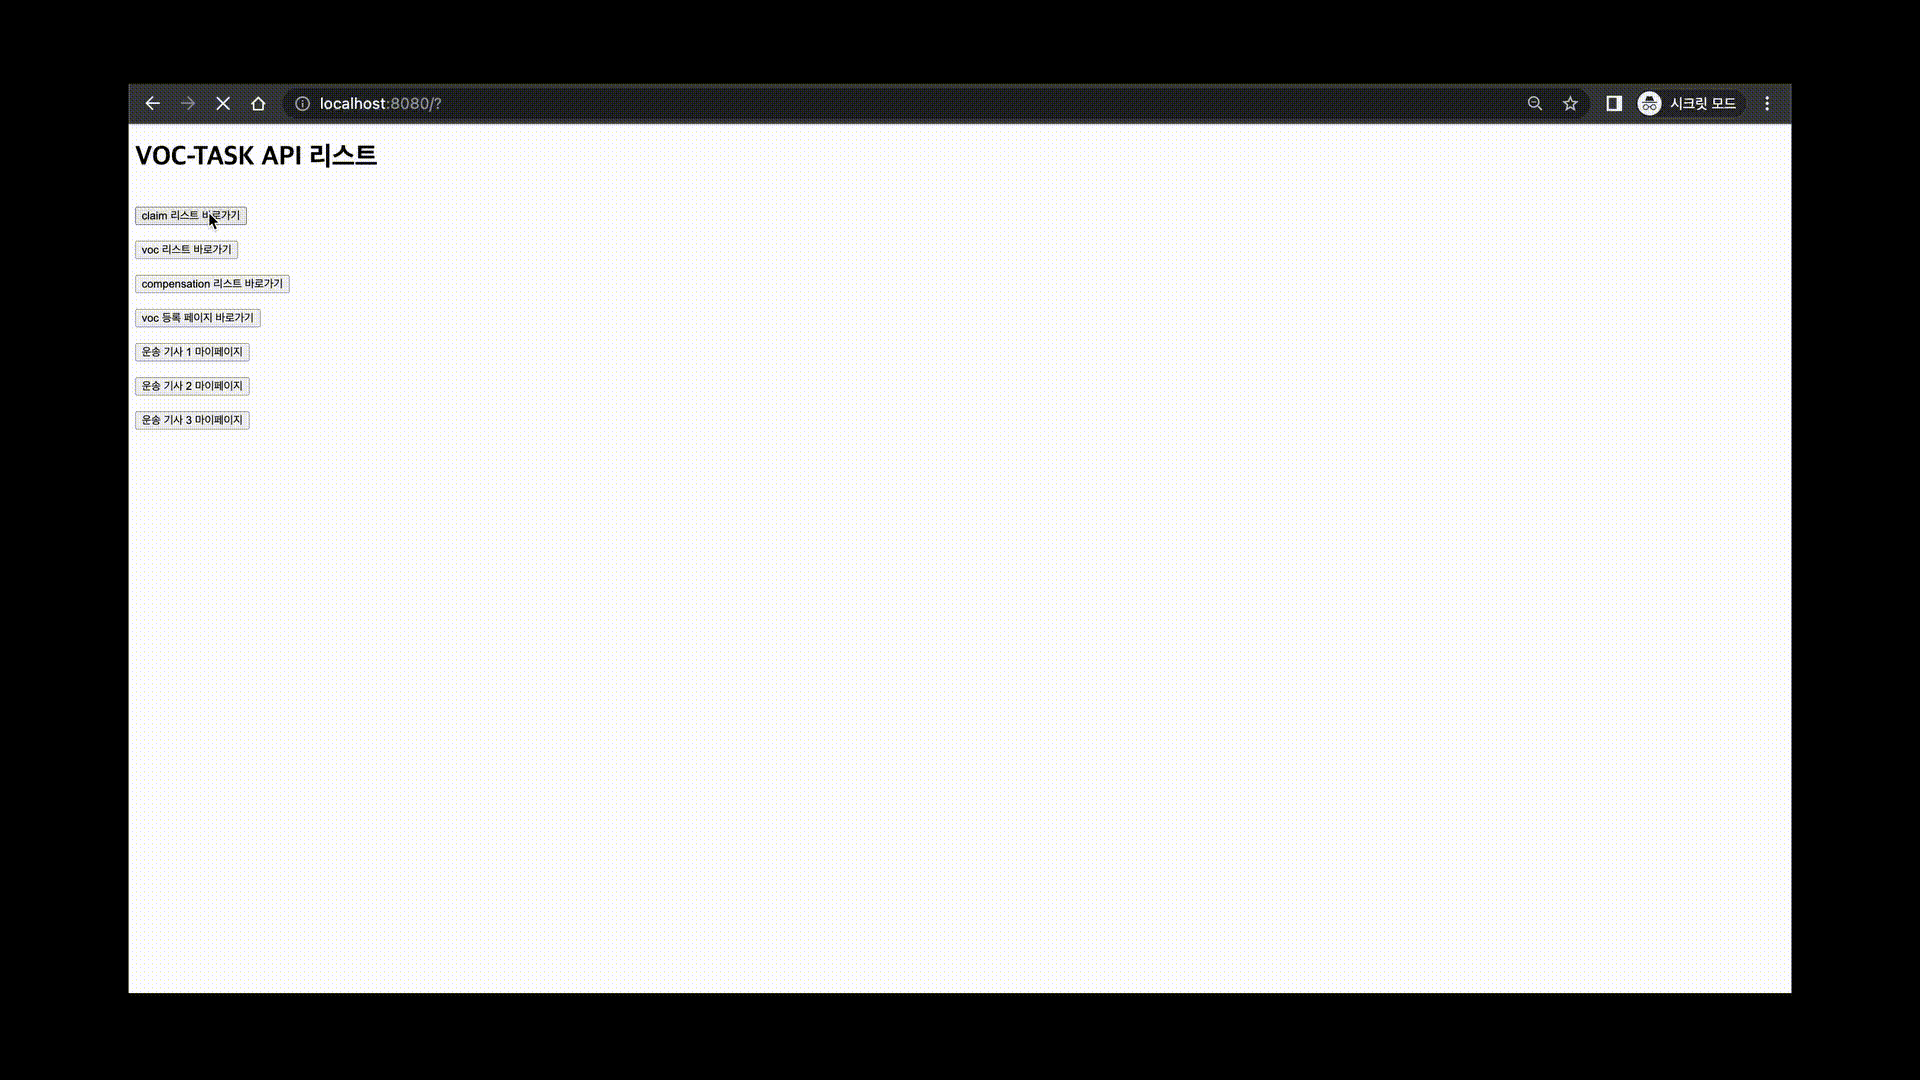 localhost:8080/?
시크릿 모드
VOC-TASK API 리스트
claim 리스트 바로가기
voc 리스트 바로가기
compensation 리스트 바로가기
voc 등록 페이지 바로가기
운송 기사 1 마이페이지
운송 기사 2 마이페이지
운송 기사 3 마이페이지